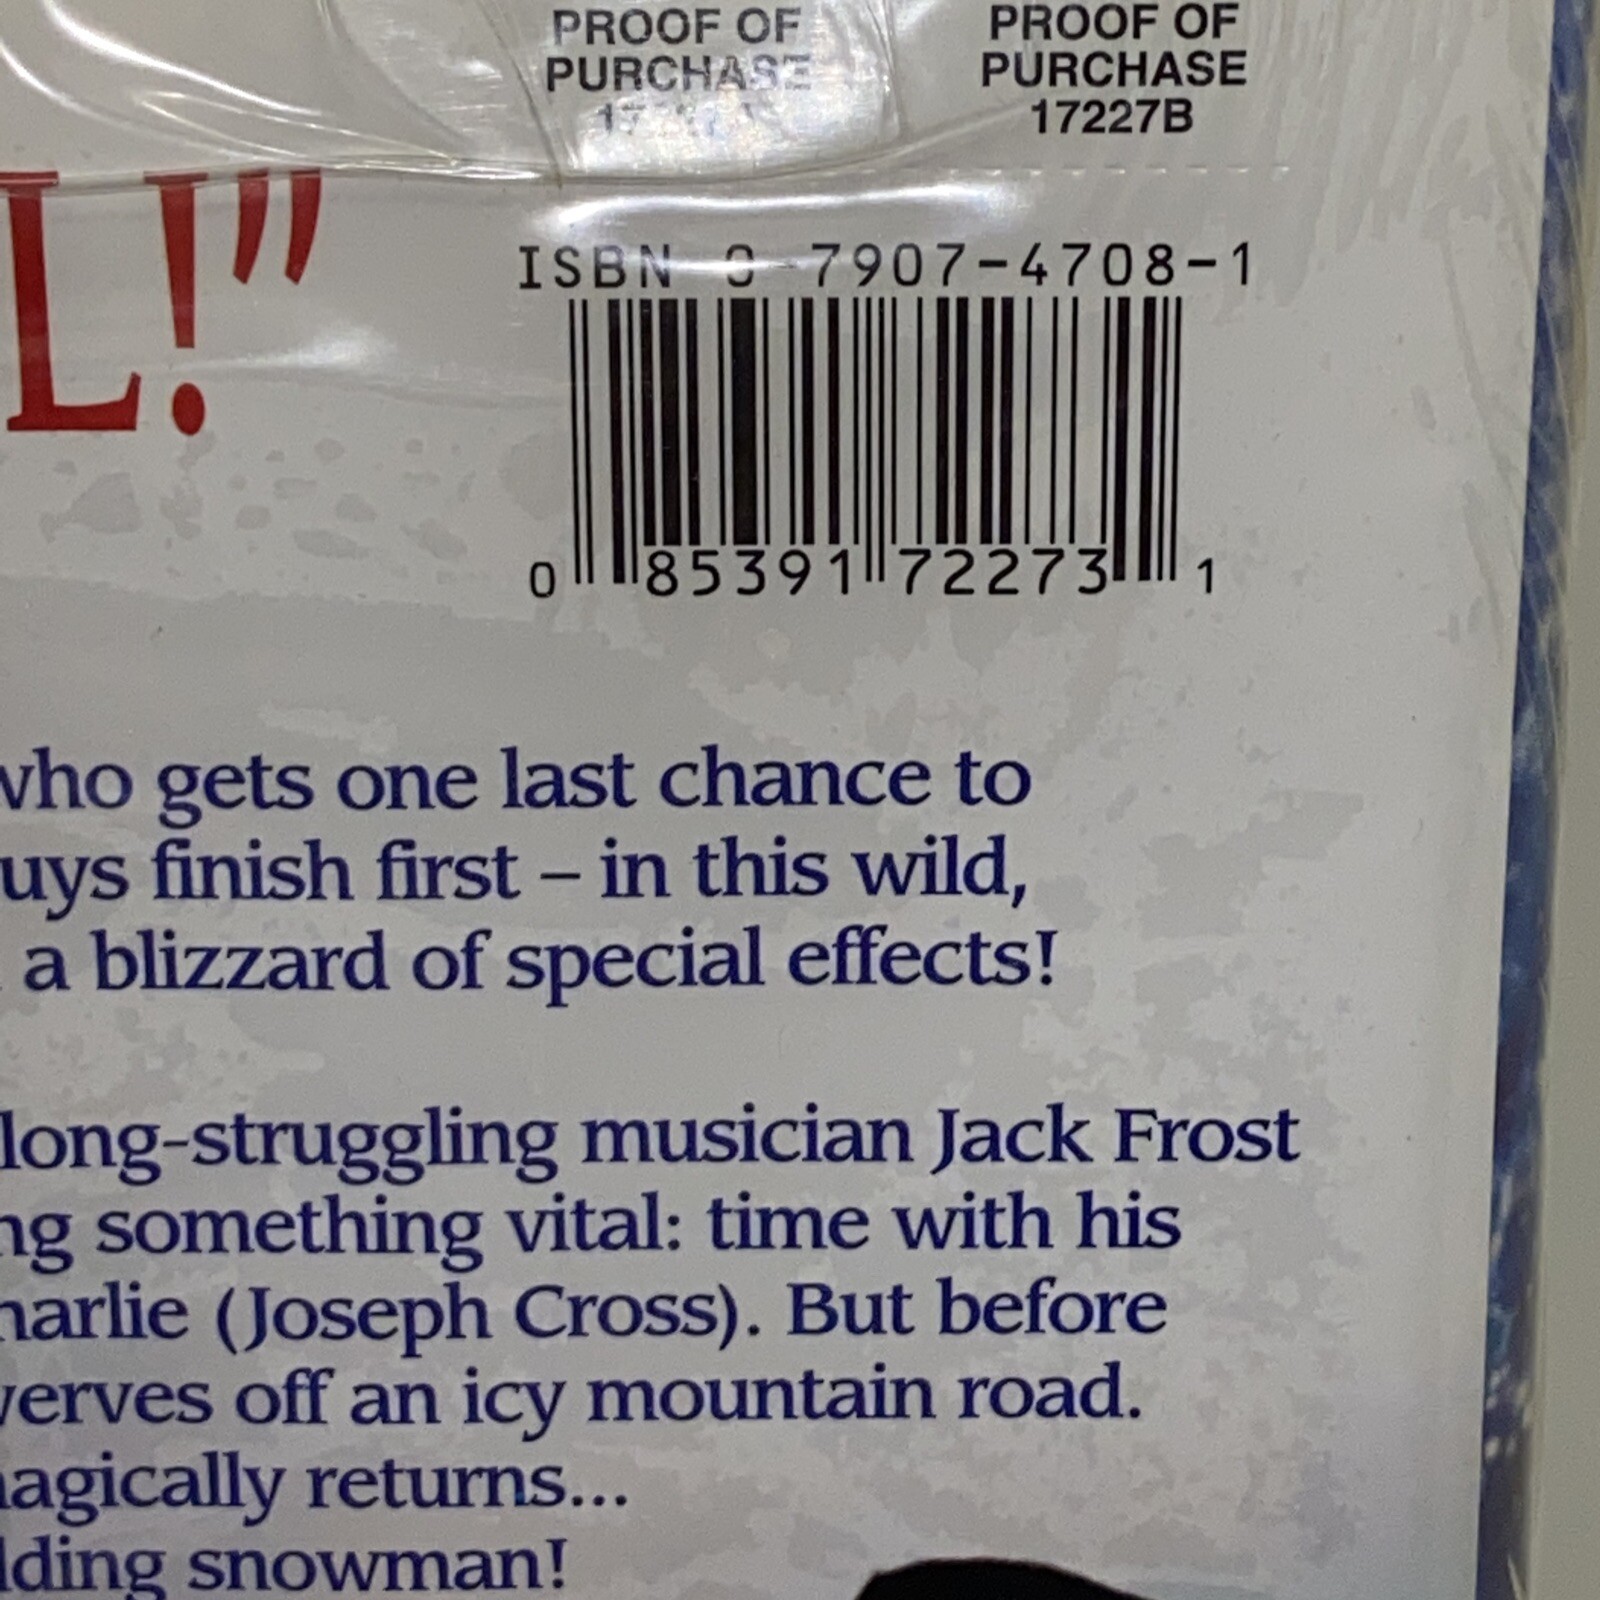 PROOF OF PURCHASE
PROOF OF PURCHASE 17227B
L!”
ISBN 0-7907-4708-1
0 85391 72273 1
who gets one last chance to
uys finish first – in this wild,
a blizzard of special effects!
long-struggling musician Jack Frost
ng something vital: time with his
harlie (Joseph Cross). But before
werves off an icy mountain road.
magically returns...
lding snowman!